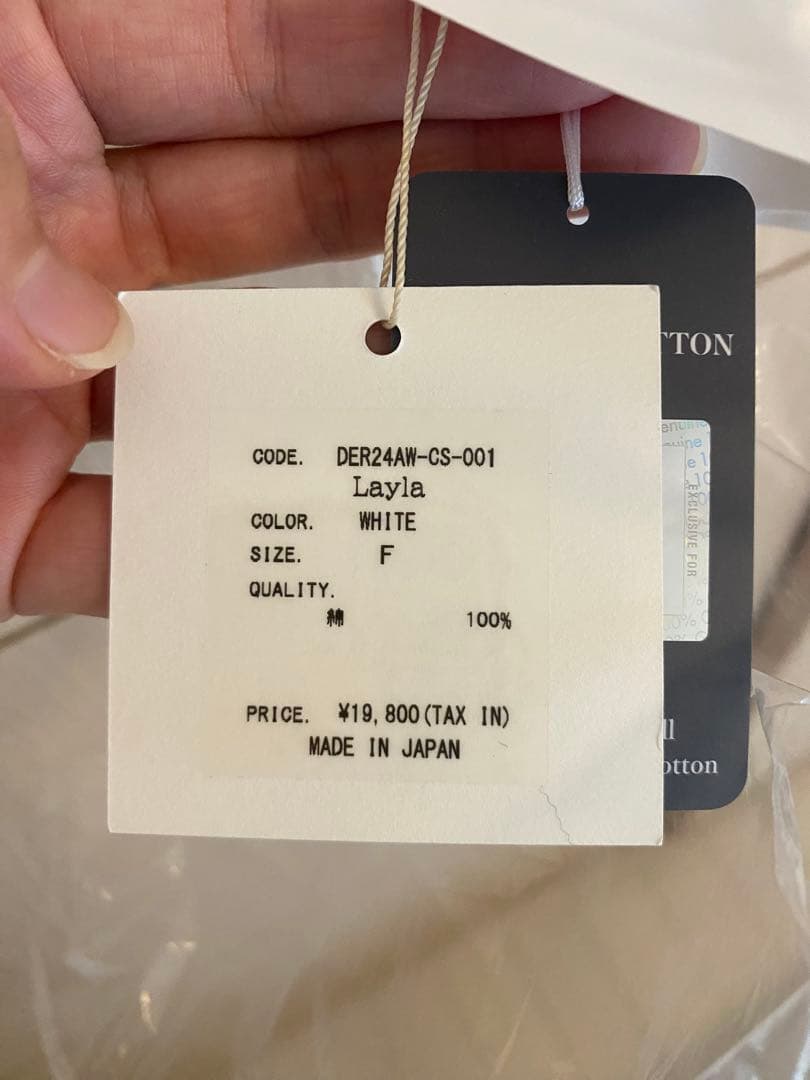 CODE. DER24AW-CS-001
Layla
COLOR. WHITE
SIZE. F
QUALITY.
綿 100%
PRICE. ¥19,800(TAX IN)
MADE IN JAPAN
TTON
EXCLUSIVE FOR
ll
otton